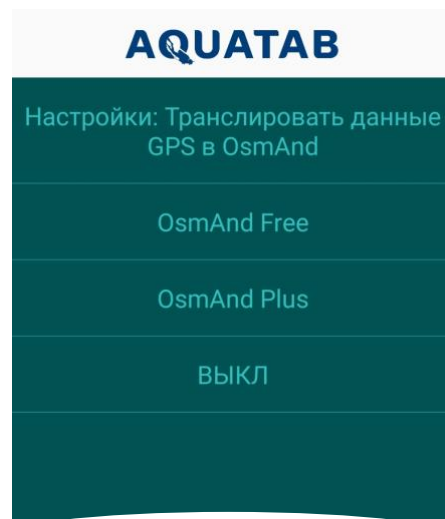 AQUATAB
Настройки: Транслировать данные
GPS в OsmAnd
OsmAnd Free
OsmAnd Plus
ВЫКЛ